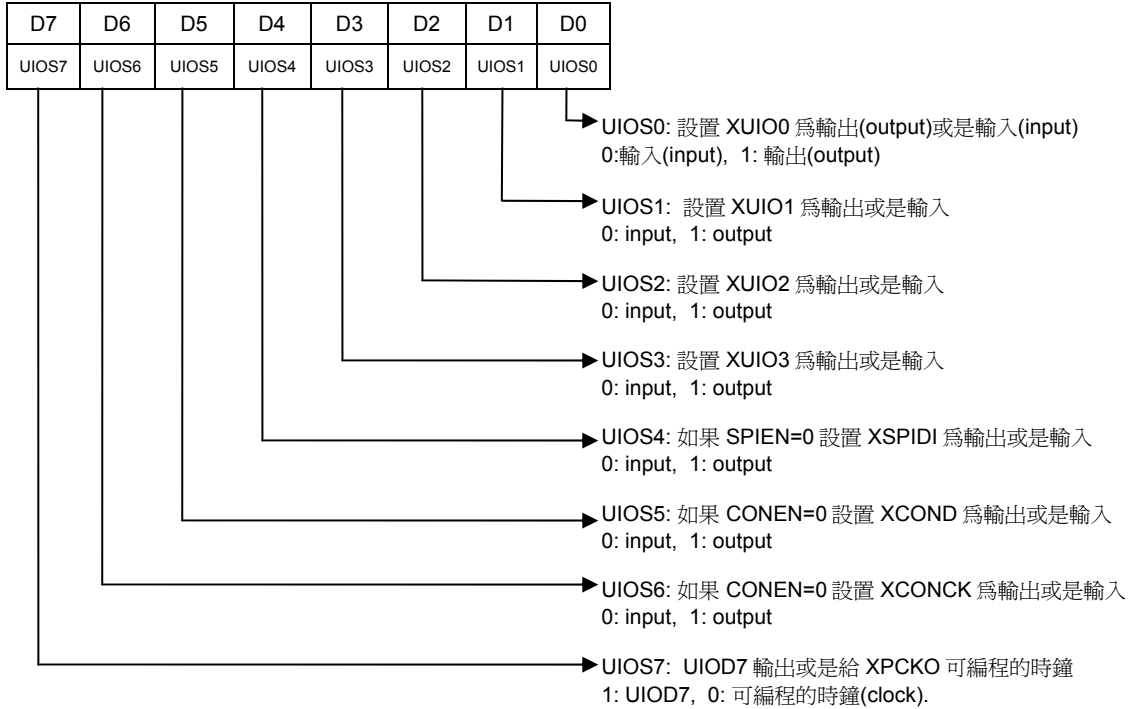 D7 D6 D5 D4 D3 D2 D1 D0
UIOS7 UIOS6 UIOS5 UIOS4 UIOS3 UIOS2 UIOS1 UIOS0
UIOS0: 設置 XUIO0 爲輸出(output)或是輸入(input)
0:輸入(input), 1: 輸出(output)
UIOS1: 設置 XUIO1 爲輸出或是輸入
0: input, 1: output
UIOS2: 設置 XUIO2 爲輸出或是輸入
0: input, 1: output
UIOS3: 設置 XUIO3 爲輸出或是輸入
0: input, 1: output
UIOS4: 如果 SPIEN=0 設置 XSPIDI 爲輸出或是輸入
0: input, 1: output
UIOS5: 如果 CONEN=0 設置 XCOND 爲輸出或是輸入
0: input, 1: output
UIOS6: 如果 CONEN=0 設置 XCONCK 爲輸出或是輸入
0: input, 1: output
UIOS7: UIOD7 輸出或是給 XPCKO 可編程的時鐘
1: UIOD7, 0: 可編程的時鐘(clock).